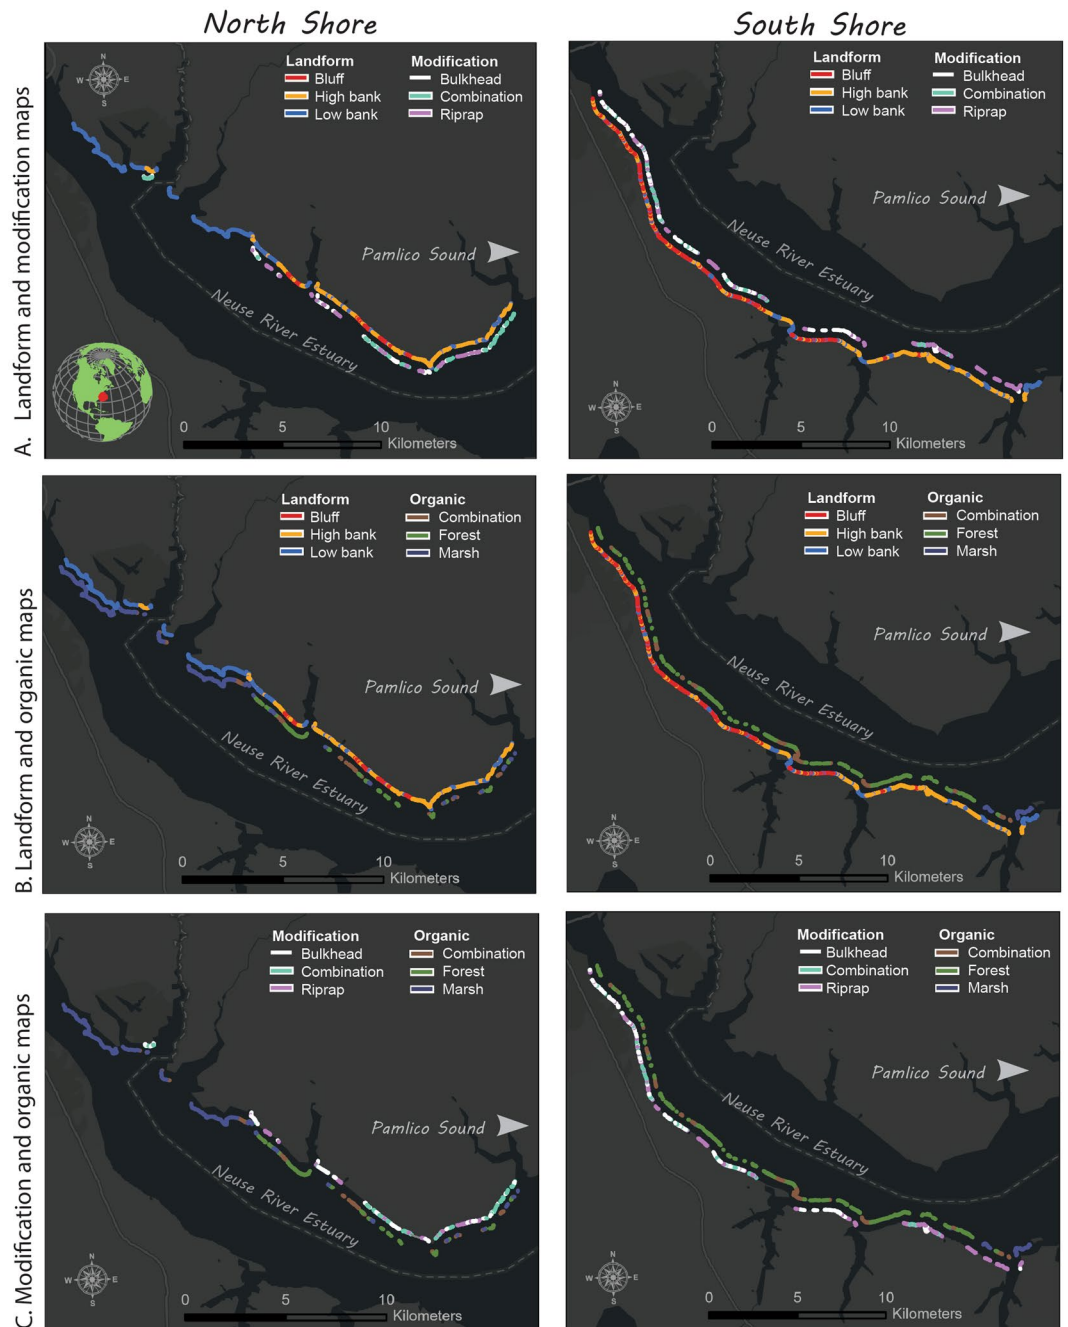 North Shore
South Shore
A. Landform and modification maps
N
W E
S
Landform Modification
Bluff Bulkhead
High bank Combination
Low bank Riprap
Pamlico Sound
Neuse River Estuary
0 5 10
Kilometers
Landform Modification
Bluff Bulkhead
High bank Combination
Low bank Riprap
Pamlico Sound
Neuse River Estuary
N
W E
S
0 5 10
Kilometers
B. Landform and organic maps
Landform Organic
Bluff Combination
High bank Forest
Low bank Marsh
Pamlico Sound
Neuse River Estuary
N
W E
S
0 5 10
Kilometers
Landform Organic
Bluff Combination
High bank Forest
Low bank Marsh
Pamlico Sound
Neuse River Estuary
N
W E
S
0 5 10
Kilometers
C. Modification and organic maps
Modification Organic
Bulkhead Combination
Combination Forest
Riprap Marsh
Pamlico Sound
Neuse River Estuary
N
W E
S
0 5 10
Kilometers
Modification Organic
Bulkhead Combination
Combination Forest
Riprap Marsh
Pamlico Sound
Neuse River Estuary
N
W E
S
0 5 10
Kilometers